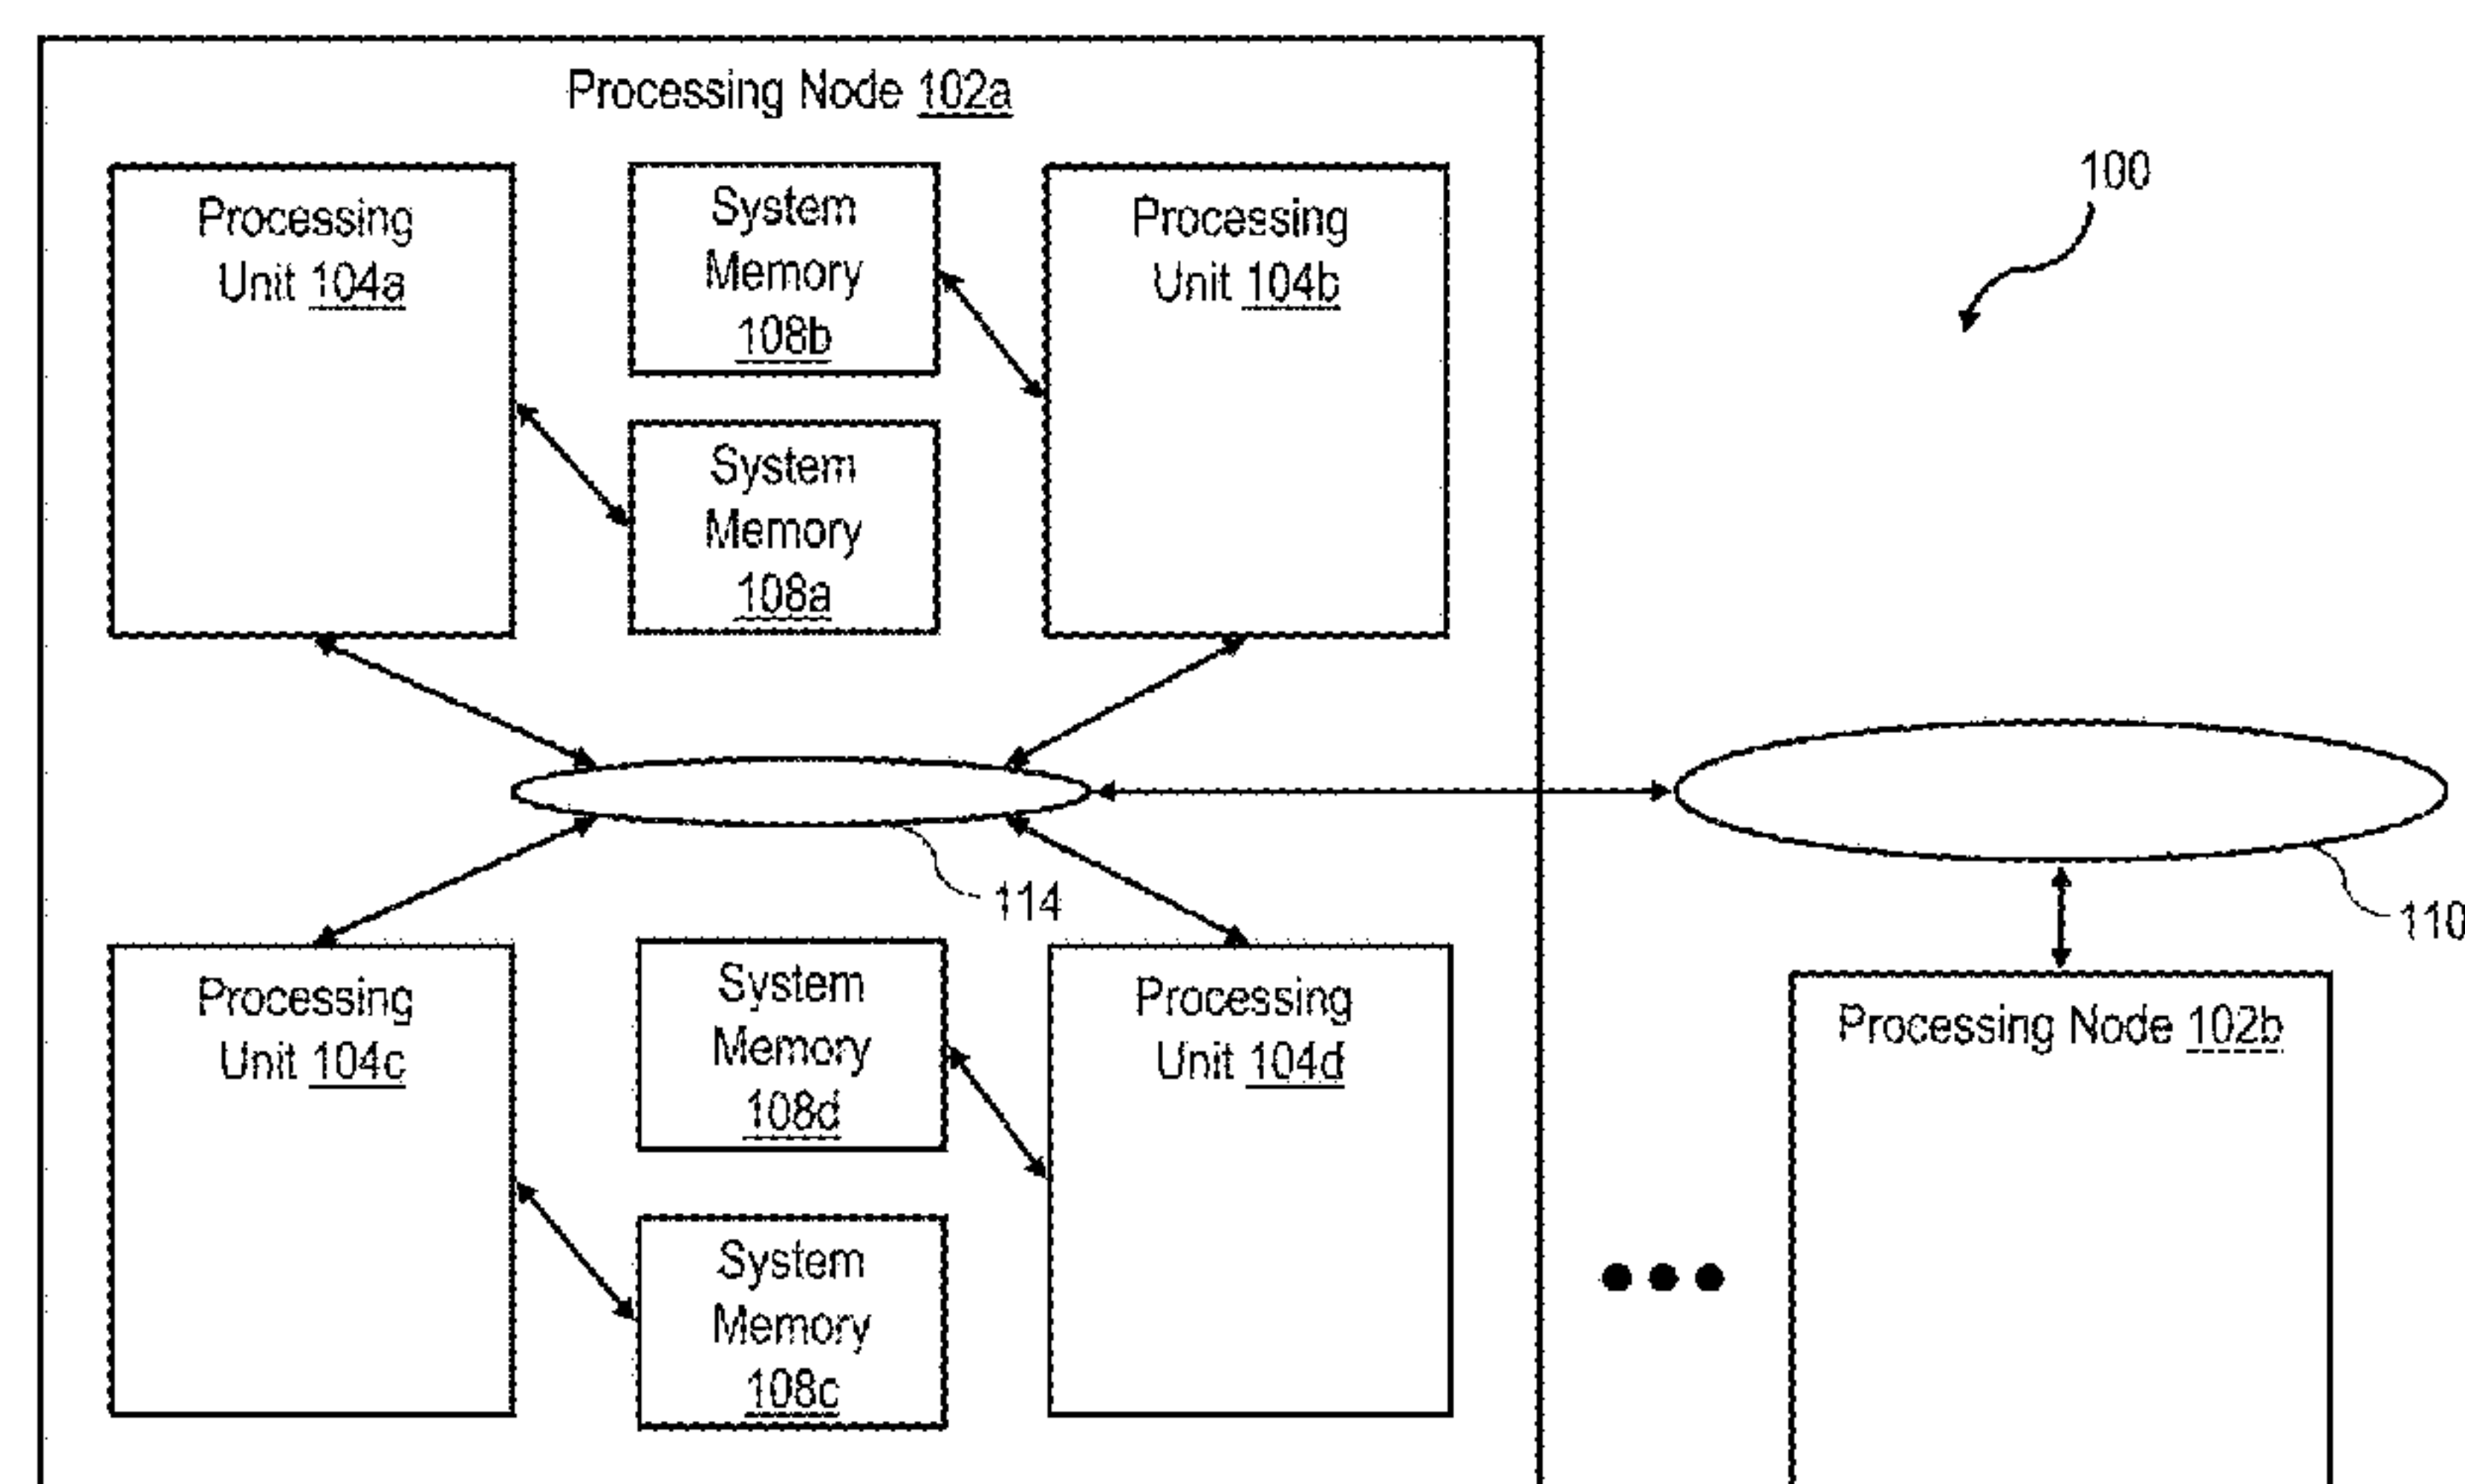 Processing Node 102a
Processing
Unit 104a
System
Memory
108b
Processing
Unit 104b
100
System
Memory
108a
114
110
Processing
Unit 104c
System
Memory
108d
Processing
Unit 104d
Processing Node 102b
System
Memory
108c